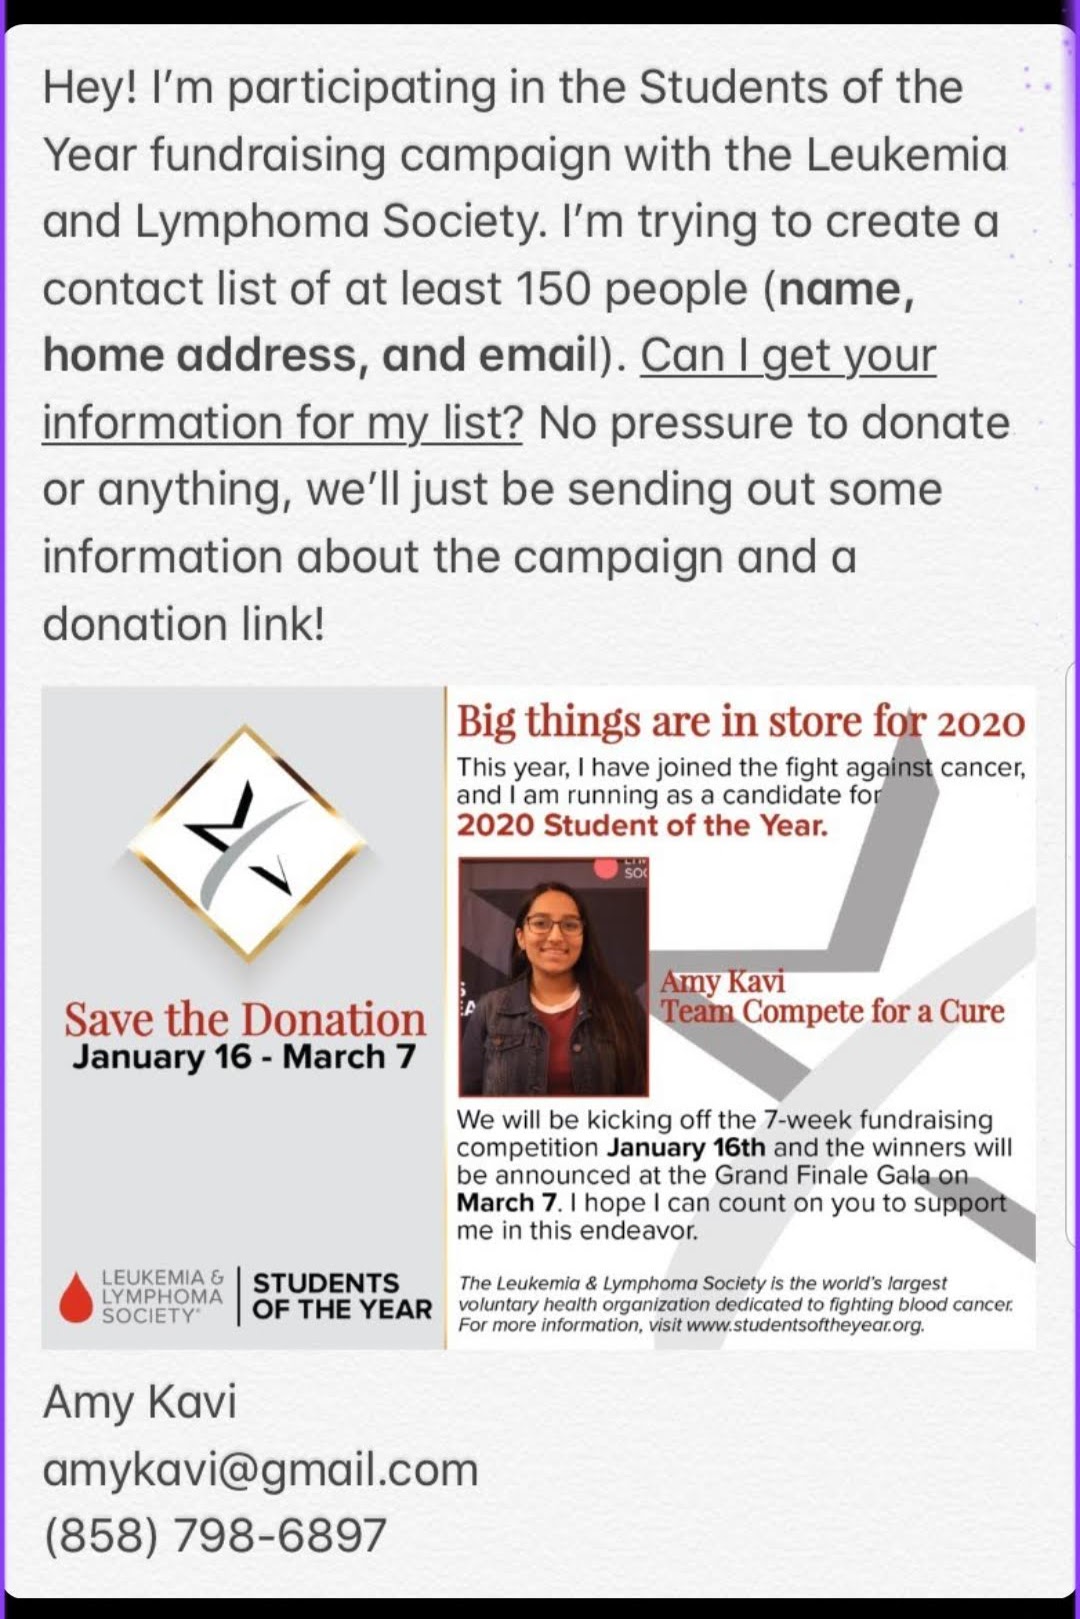 Hey! I’m participating in the Students of the
Year fundraising campaign with the Leukemia
and Lymphoma Society. I’m trying to create a
contact list of at least 150 people (name,
home address, and email). Can I get your
information for my list? No pressure to donate
or anything, we’ll just be sending out some
information about the campaign and a
donation link!
Save the Donation
January 16 - March 7
LEUKEMIA &
LYMPHOMA
SOCIETY®
STUDENTS
OF THE YEAR
Big things are in store for 2020
This year, I have joined the fight against cancer,
and I am running as a candidate for
2020 Student of the Year.
Amy Kavi
Team Compete for a Cure
We will be kicking off the 7-week fundraising
competition January 16th and the winners will
be announced at the Grand Finale Gala on
March 7. I hope I can count on you to support
me in this endeavor.
The Leukemia & Lymphoma Society is the world’s largest
voluntary health organization dedicated to fighting blood cancer.
For more information, visit www.studentsoftheyear.org.
Amy Kavi
amykavi@gmail.com
(858) 798-6897